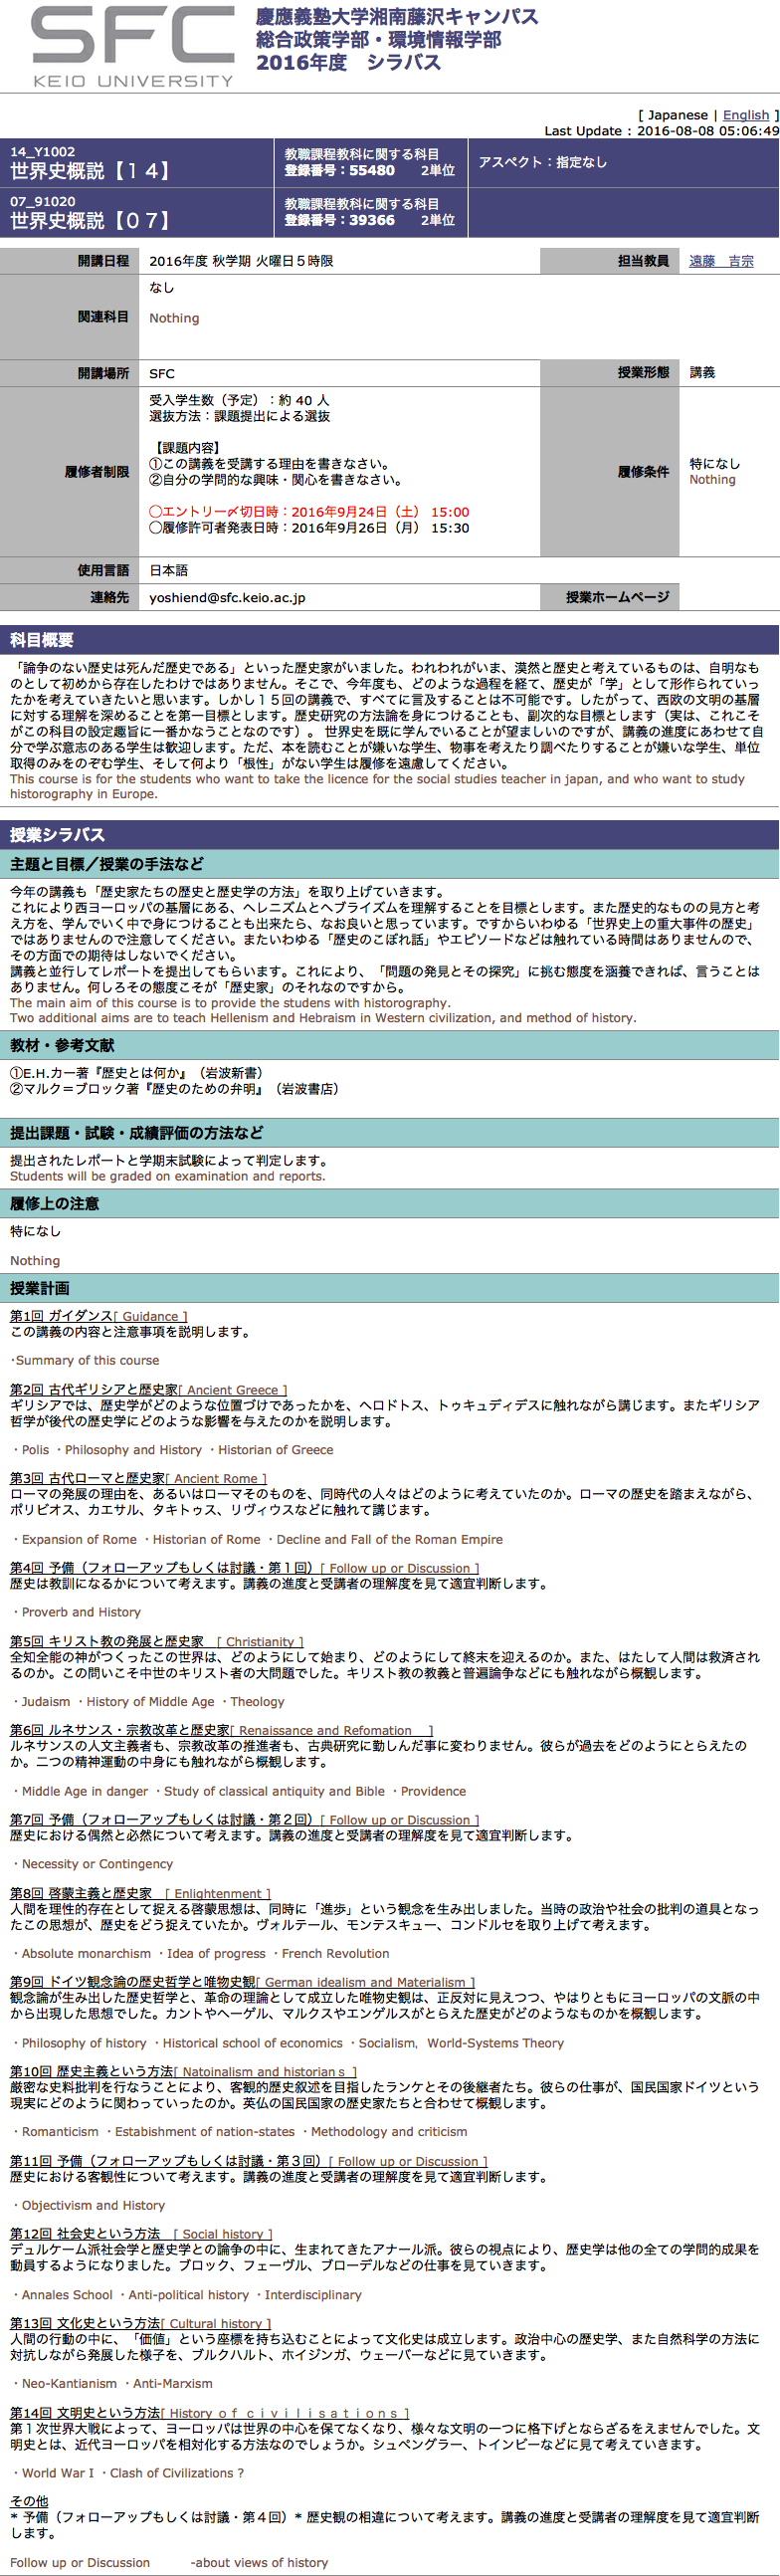 SFC
KEIO UNIVERSITY
慶應義塾大学湘南藤沢キャンパス
総合政策学部・環境情報学部
2016年度　シラバス
[ Japanese | English ]
Last Update : 2016-08-08 05:06:49
14_Y1002
世界史概説【１４】
教職課程教科に関する科目
登録番号：55480　　2単位
アスペクト：指定なし
07_91020
世界史概説【０７】
教職課程教科に関する科目
登録番号：39366　　2単位
開講日程
2016年度 秋学期 火曜日５時限
担当教員
遠藤　吉宗
関連科目
なし
Nothing
開講場所
SFC
授業形態
講義
履修者制限
受入学生数（予定）：約 40 人
選抜方法：課題提出による選抜
【課題内容】
①この講義を受講する理由を書きなさい。
②自分の学問的な興味・関心を書きなさい。
◯エントリー〆切日時：2016年9月24日（土） 15:00
◯履修許可者発表日時：2016年9月26日（月） 15:30
履修条件
特になし
Nothing
使用言語
日本語
連絡先
yoshiend@sfc.keio.ac.jp
授業ホームページ
科目概要
「論争のない歴史は死んだ歴史である」といった歴史家がいました。われわれがいま、漠然と歴史と考えているものは、自明なも
のとして初めから存在したわけではありません。そこで、今年度も、どのような過程を経て、歴史が「学」として形作られていっ
たかを考えていきたいと思います。しかし１５回の講義で、すべてに言及することは不可能です。したがって、西欧の文明の基層
に対する理解を深めることを第一目標とします。歴史研究の方法論を身につけることも、副次的な目標とします（実は、これこそ
がこの科目の設定趣旨に一番かなうことなのです）。 世界史を既に学んでいることが望ましいのですが、講義の進度にあわせて自
分で学ぶ意志のある学生は歓迎します。ただ、本を読むことが嫌いな学生、物事を考えたり調べたりすることが嫌いな学生、単位
取得のみをのぞむ学生、そして何より「根性」がない学生は履修を遠慮してください。
This course is for the students who want to take the licence for the social studies teacher in japan, and who want to study
historography in Europe.
授業シラバス
主題と目標／授業の手法など
今年の講義も「歴史家たちの歴史と歴史学の方法」を取り上げていきます。
これにより西ヨーロッパの基層にある、ヘレニズムとヘブライズムを理解することを目標とします。また歴史的なものの見方と考
え方を、学んでいく中で身につけることも出来たら、なお良いと思っています。ですからいわゆる「世界史上の重大事件の歴史」
ではありませんので注意してください。またいわゆる「歴史のこぼれ話」やエピソードなどは触れている時間はありませんので、
その方面での期待はしないでください。
講義と並行してレポートを提出してもらいます。これにより、「問題の発見とその探究」に挑む態度を涵養できれば、言うことは
ありません。何しろその態度こそが「歴史家」のそれなのですから。
The main aim of this course is to provide the studens with historography.
Two additional aims are to teach Hellenism and Hebraism in Western civilization, and method of history.
教材・参考文献
①E.H.カー著『歴史とは何か』（岩波新書）
②マルク＝ブロック著『歴史のための弁明』（岩波書店）
提出課題・試験・成績評価の方法など
提出されたレポートと学期末試験によって判定します。
Students will be graded on examination and reports.
履修上の注意
特になし
Nothing
授業計画
第1回 ガイダンス[ Guidance ]
この講義の内容と注意事項を説明します。
･Summary of this course
第2回 古代ギリシアと歴史家[ Ancient Greece ]
ギリシアでは、歴史学がどのような位置づけであったかを、ヘロドトス、トゥキュディデスに触れながら講じます。またギリシア
哲学が後代の歴史学にどのような影響を与えたのかを説明します。
・Polis ・Philosophy and History ・Historian of Greece
第3回 古代ローマと歴史家[ Ancient Rome ]
ローマの発展の理由を、あるいはローマそのものを、同時代の人々はどのように考えていたのか。ローマの歴史を踏まえながら、
ポリビオス、カエサル、タキトゥス、リヴィウスなどに触れて講じます。
・Expansion of Rome ・Historian of Rome ・Decline and Fall of the Roman Empire
第4回 予備（フォローアップもしくは討議・第１回）[ Follow up or Discussion ]
歴史は教訓になるかについて考えます。講義の進度と受講者の理解度を見て適宜判断します。
・Proverb and History
第5回 キリスト教の発展と歴史家　[ Christianity ]
全知全能の神がつくったこの世界は、どのようにして始まり、どのようにして終末を迎えるのか。また、はたして人間は救済され
るのか。この問いこそ中世のキリスト者の大問題でした。キリスト教の教義と普遍論争などにも触れながら概観します。
・Judaism ・History of Middle Age ・Theology
第6回 ルネサンス・宗教改革と歴史家[ Renaissance and Refomation　 ]
ルネサンスの人文主義者も、宗教改革の推進者も、古典研究に勤しんだ事に変わりません。彼らが過去をどのようにとらえたの
か。二つの精神運動の中身にも触れながら概観します。
・Middle Age in danger ・Study of classical antiquity and Bible ・Providence
第7回 予備（フォローアップもしくは討議・第２回）[ Follow up or Discussion ]
歴史における偶然と必然について考えます。講義の進度と受講者の理解度を見て適宜判断します。
・Necessity or Contingency
第8回 啓蒙主義と歴史家　[ Enlightenment ]
人間を理性的存在として捉える啓蒙思想は、同時に「進歩」という観念を生み出しました。当時の政治や社会の批判の道具となっ
たこの思想が、歴史をどう捉えていたか。ヴォルテール、モンテスキュー、コンドルセを取り上げて考えます。
・Absolute monarchism ・Idea of progress ・French Revolution
第9回 ドイツ観念論の歴史哲学と唯物史観[ German idealism and Materialism ]
観念論が生み出した歴史哲学と、革命の理論として成立した唯物史観は、正反対に見えつつ、やはりともにヨーロッパの文脈の中
から出現した思想でした。カントやヘーゲル、マルクスやエンゲルスがとらえた歴史がどのようなものかを概観します。
・Philosophy of history ・Historical school of economics ・Socialism,　World-Systems Theory
第10回 歴史主義という方法[ Natoinalism and historianｓ ]
厳密な史料批判を行なうことにより、客観的歴史叙述を目指したランケとその後継者たち。彼らの仕事が、国民国家ドイツという
現実にどのように関わっていったのか。英仏の国民国家の歴史家たちと合わせて概観します。
・Romanticism ・Estabishment of nation-states ・Methodology and criticism
第11回 予備（フォローアップもしくは討議・第３回）[ Follow up or Discussion ]
歴史における客観性について考えます。講義の進度と受講者の理解度を見て適宜判断します。
・Objectivism and History
第12回 社会史という方法　[ Social history ]
デュルケーム派社会学と歴史学との論争の中に、生まれてきたアナール派。彼らの視点により、歴史学は他の全ての学問的成果を
動員するようになりました。ブロック、フェーヴル、ブローデルなどの仕事を見ていきます。
・Annales School ・Anti-political history ・Interdisciplinary
第13回 文化史という方法[ Cultural history ]
人間の行動の中に、「価値」という座標を持ち込むことによって文化史は成立します。政治中心の歴史学、また自然科学の方法に
対抗しながら発展した様子を、ブルクハルト、ホイジンガ、ウェーバーなどに見ていきます。
・Neo-Kantianism ・Anti-Marxism
第14回 文明史という方法[ History ｏｆ ｃｉｖｉｌｉｓａｔｉｏｎｓ ]
第１次世界大戦によって、ヨーロッパは世界の中心を保てなくなり、様々な文明の一つに格下げとならざるをえませんでした。文
明史とは、近代ヨーロッパを相対化する方法なのでしょうか。シュペングラー、トインビーなどに見て考えていきます。
・World War I ・Clash of Civilizations ?
その他
* 予備（フォローアップもしくは討議・第４回）* 歴史観の相違について考えます。講義の進度と受講者の理解度を見て適宜判断
します。
Follow up or Discussion　　　-about views of history